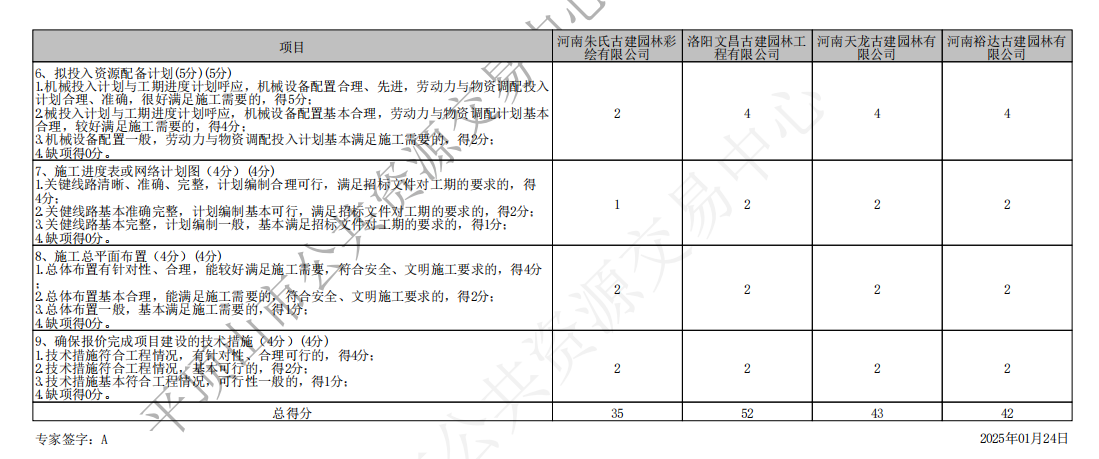 项目
河南朱氏古建园林彩绘有限公司
洛阳文昌古建园林工程有限公司
河南天龙古建园林有限公司
河南裕达古建园林有限公司
6、拟投入资源配备计划(5分)(5分)
1.机械投入计划与工期进度计划呼应，机械设备配置合理、先进，劳动力与物资调配投入
计划合理、准确，很好满足施工需要的，得5分；
2.械投入计划与工期进度计划呼应，机械设备配置基本合理，劳动力与物资调配计划基本
合理，较好满足施工需要的，得4分；
3.机械设备配置一般，劳动力与物资调配投入计划基本满足施工需要的，得2分；
4.缺项得0分。
2
4
4
4
7、施工进度表或网络计划图（4分）(4分)
1.关键线路清晰、准确、完整，计划编制合理可行，满足招标文件对工期的要求的，得
4分；
2.关健线路基本准确完整，计划编制基本可行，满足招标文件对工期的要求的，得2分；
3.关健线路基本完整，计划编制一般，基本满足招标文件对工期的要求的，得1分；
4.缺项得0分。
1
2
2
2
8、施工总平面布置（4分）(4分)
1.总体布置有针对性、合理，能较好满足施工需要，符合安全、文明施工要求的，得4分
；
2.总体布置基本合理，能满足施工需要的，符合安全、文明施工要求的，得2分；
3.总体布置一般，基本满足施工需要的，得1分；
4.缺项得0分。
2
2
2
2
9、确保报价完成项目建设的技术措施（4分）(4分)
1.技术措施符合工程情况，有针对性、合理可行的，得4分；
2.技术措施符合工程情况，基本可行的，得2分；
3.技术措施基本符合工程情况，可行性一般的，得1分；
4.缺项得0分。
2
2
2
2
总得分
35
52
43
42
专家签字：A
2025年01月24日
平顶山市公共资源交易中心
公共资源交易中心